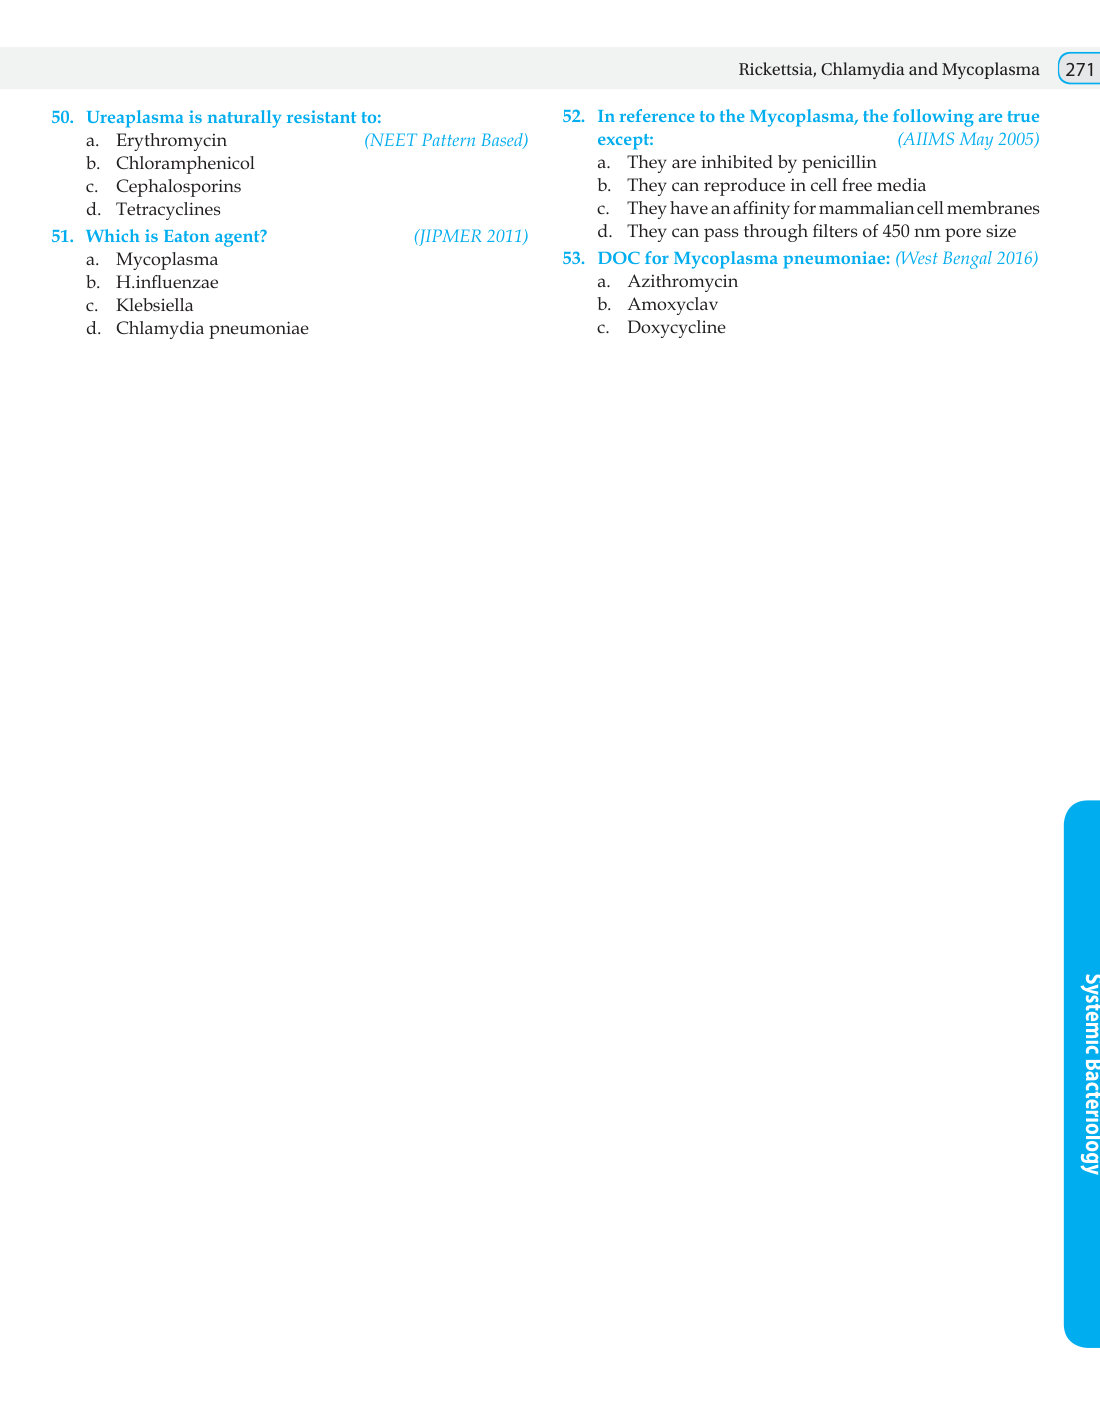 Rickettsia, Chlamydia and Mycoplasma 271
50. Ureaplasma is naturally resistant to:
a. Erythromycin (NEET Pattern Based)
b. Chloramphenicol
c. Cephalosporins
d. Tetracyclines
51. Which is Eaton agent? (JIPMER 2011)
a. Mycoplasma
b. H.influenzae
c. Klebsiella
d. Chlamydia pneumoniae
52. In reference to the Mycoplasma, the following are true
except: (AIIMS May 2005)
a. They are inhibited by penicillin
b. They can reproduce in cell free media
c. They have an affinity for mammalian cell membranes
d. They can pass through filters of 450 nm pore size
53. DOC for Mycoplasma pneumoniae: (West Bengal 2016)
a. Azithromycin
b. Amoxyclav
c. Doxycycline
Systemic Bacteriology